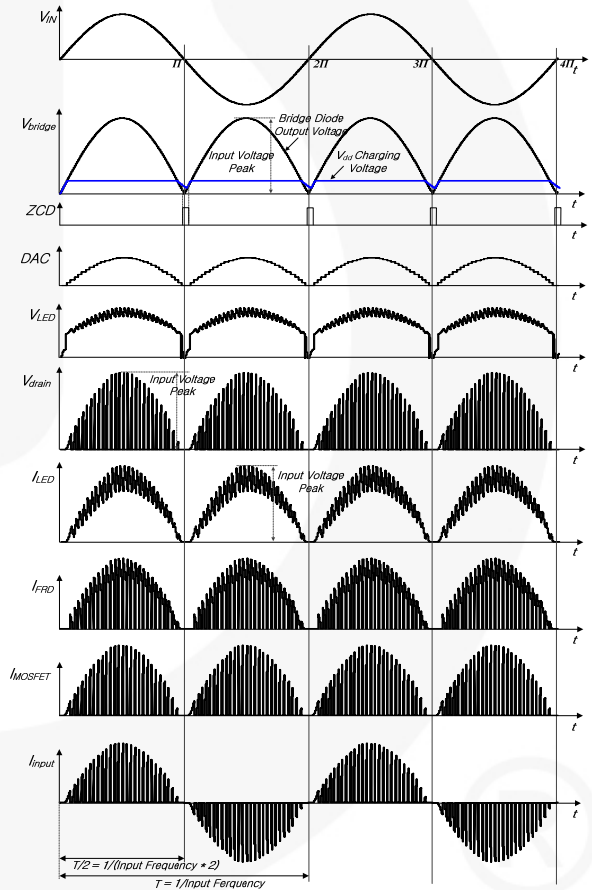 VIN
Π
2Π
3Π
4Π
t
Vbridge
Bridge Diode
Output Voltage
Input Voltage
Peak
Vdd Charging
Voltage
t
ZCD
t
DAC
t
VLED
t
Vdrain
Input Voltage
Peak
t
ILED
Input Voltage
Peak
t
IFRD
t
IMOSFET
t
Iinput
t
T/2 = 1/(Input Frequency * 2)
T = 1/Input Ferquency
R